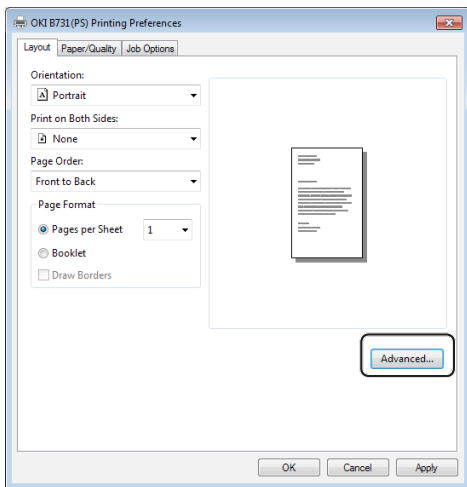 OKI B731(PS) Printing Preferences
Layout Paper/Quality Job Options
Orientation:
A Portrait
Print on Both Sides:
None
Page Order:
Front to Back
Page Format
Pages per Sheet 1
Booklet
Draw Borders
Advanced...
OK Cancel Apply